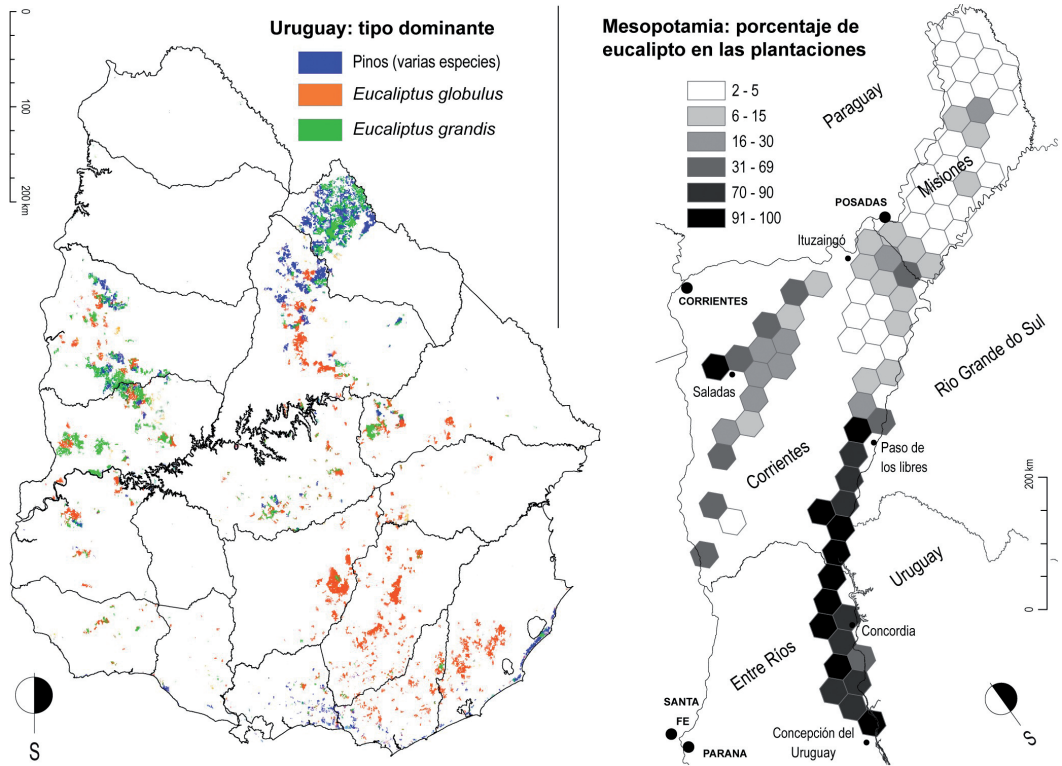 Uruguay: tipo dominante
Pinos (varias especies)
Eucaliptus globulus
Eucaliptus grandis
0
100
200 km
S
Mesopotamia: porcentaje de
eucalipto en las plantaciones
2 - 5
6 - 15
16 - 30
31 - 69
70 - 90
91 - 100
Paraguay
Misiones
POSADAS
Ituzaingó
CORRIENTES
Saladas
Rio Grande do Sul
Corrientes
Paso de
los libres
Uruguay
200 km
0
Concordia
Entre Ríos
SANTA
FE
PARANA
Concepción del
Uruguay
S